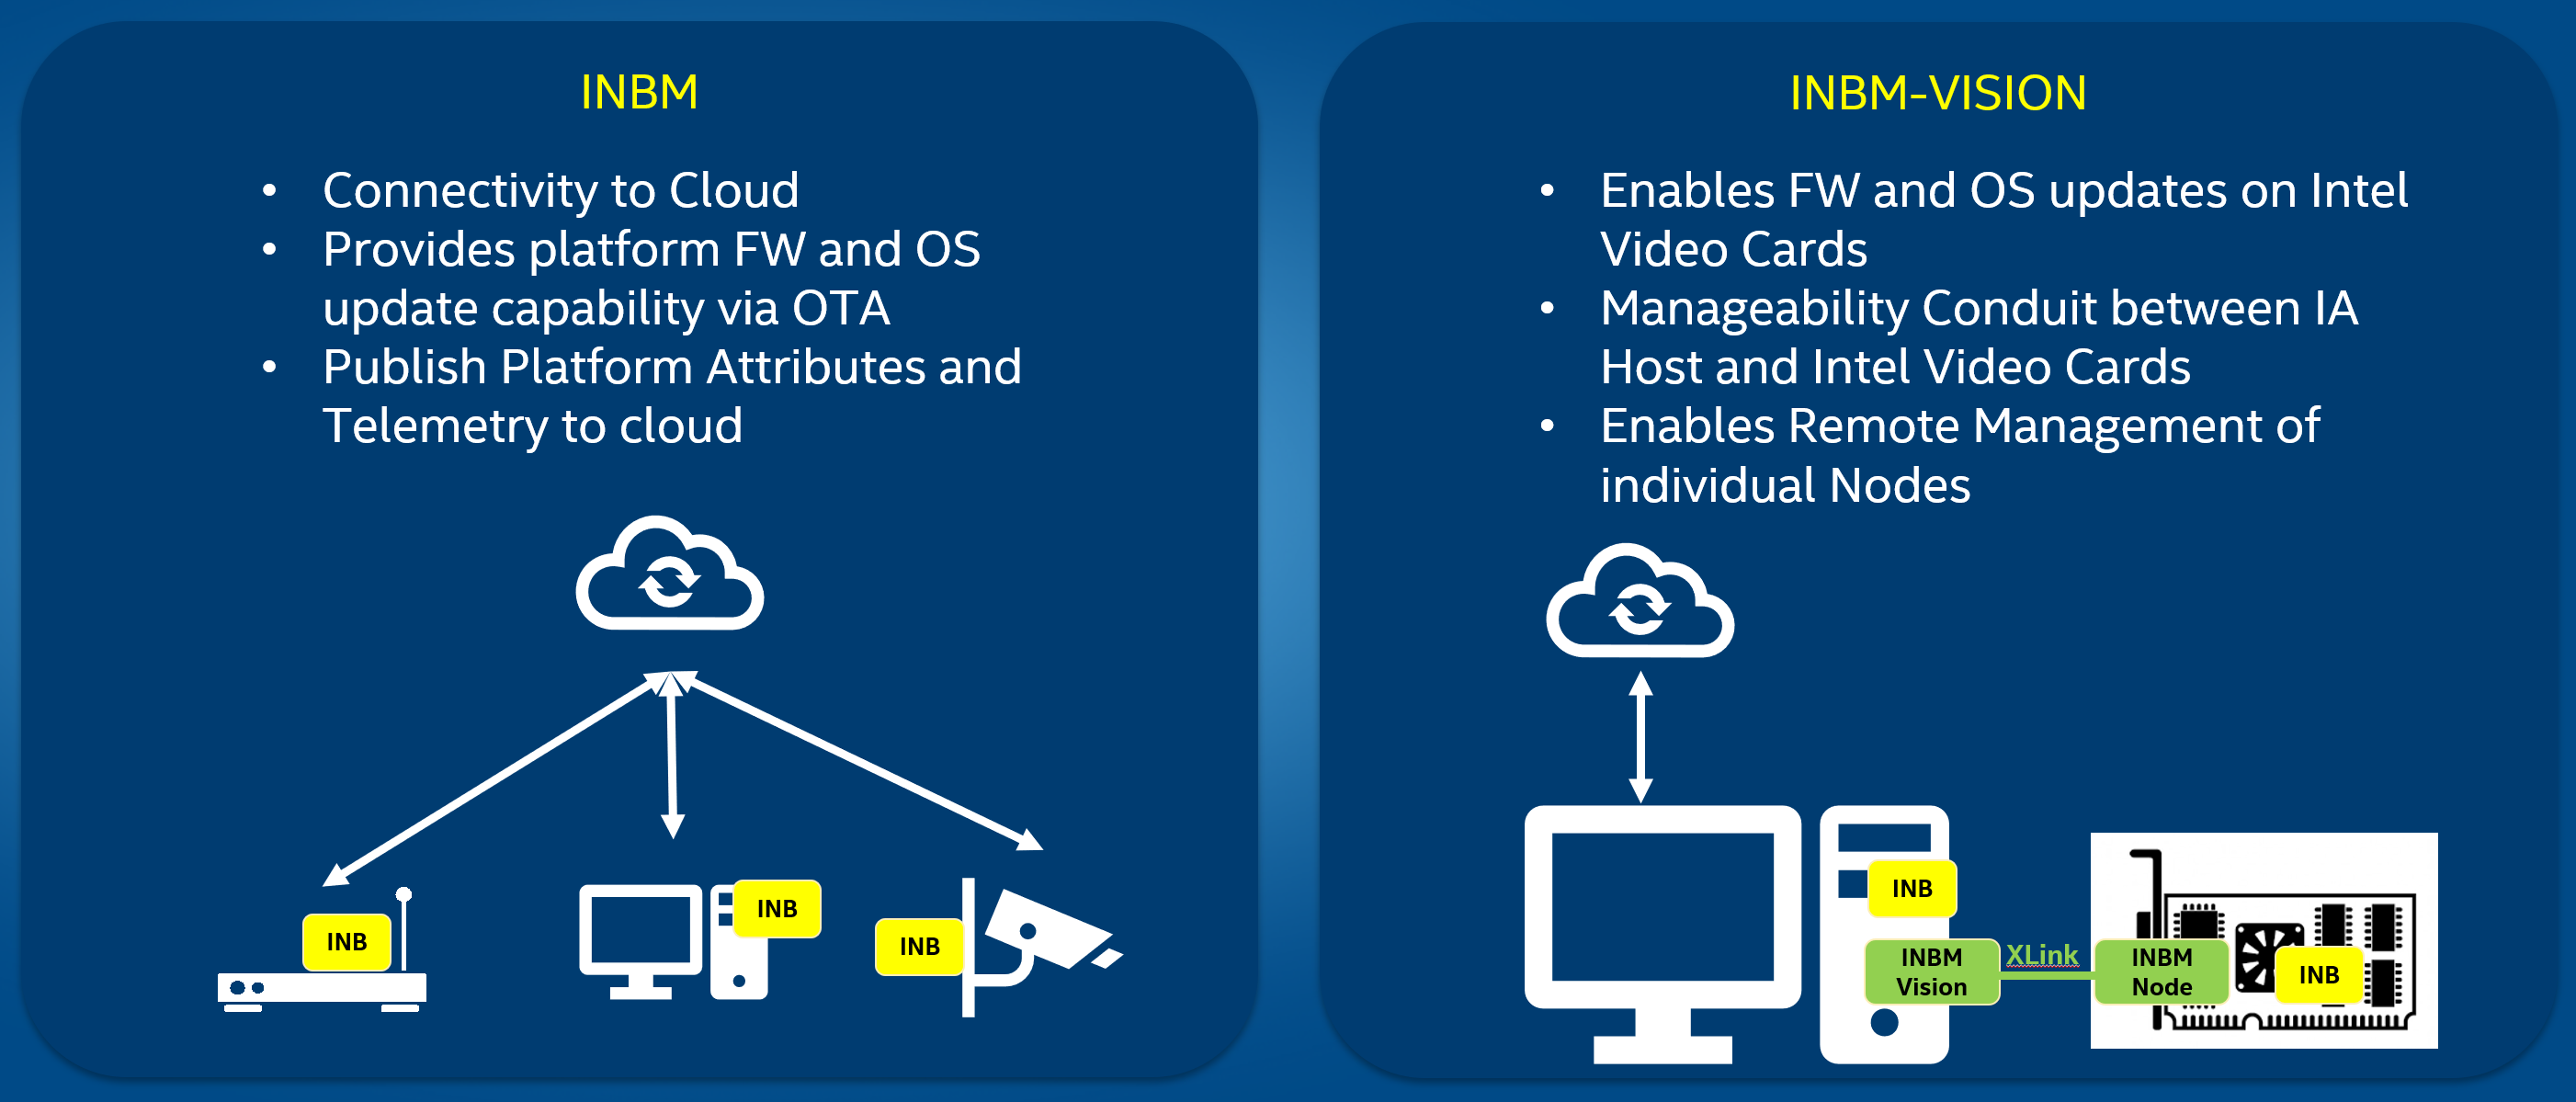 INBM
• Connectivity to Cloud
• Provides platform FW and OS
update capability via OTA
• Publish Platform Attributes and
Telemetry to cloud
INB
INB
INB
INBM-VISION
• Enables FW and OS updates on Intel
Video Cards
• Manageability Conduit between IA
Host and Intel Video Cards
• Enables Remote Management of
individual Nodes
INB
INBM
Vision
XLink
INBM
Node
INB